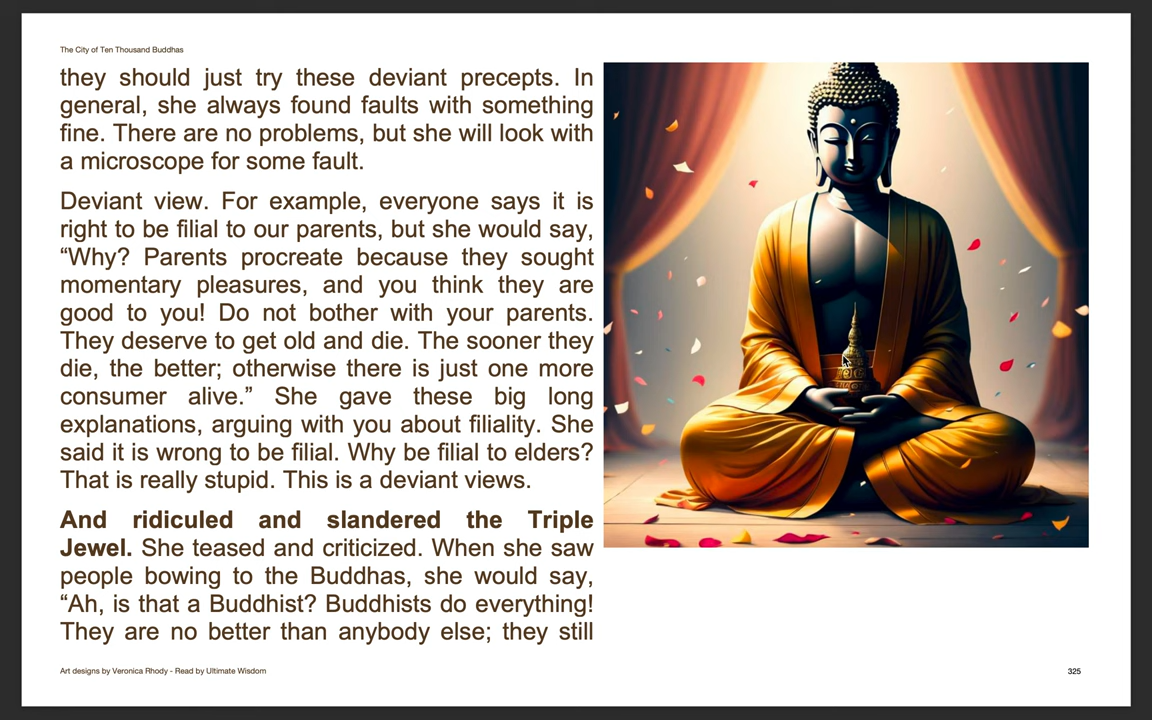 The City of Ten Thousand Buddhas
they should just try these deviant precepts. In
general, she always found faults with something
fine. There are no problems, but she will look with
a microscope for some fault.
Deviant view. For example, everyone says it is
right to be filial to our parents, but she would say,
“Why? Parents procreate because they sought
momentary pleasures, and you think they are
good to you! Do not bother with your parents.
They deserve to get old and die. The sooner they
die, the better; otherwise there is just one more
consumer alive.” She gave these big long
explanations, arguing with you about filiality. She
said it is wrong to be filial. Why be filial to elders?
That is really stupid. This is a deviant views.
And ridiculed and slandered the Triple
Jewel. She teased and criticized. When she saw
people bowing to the Buddhas, she would say,
“Ah, is that a Buddhist? Buddhists do everything!
They are no better than anybody else; they still
Art designs by Veronica Rhody - Read by Ultimate Wisdom
325